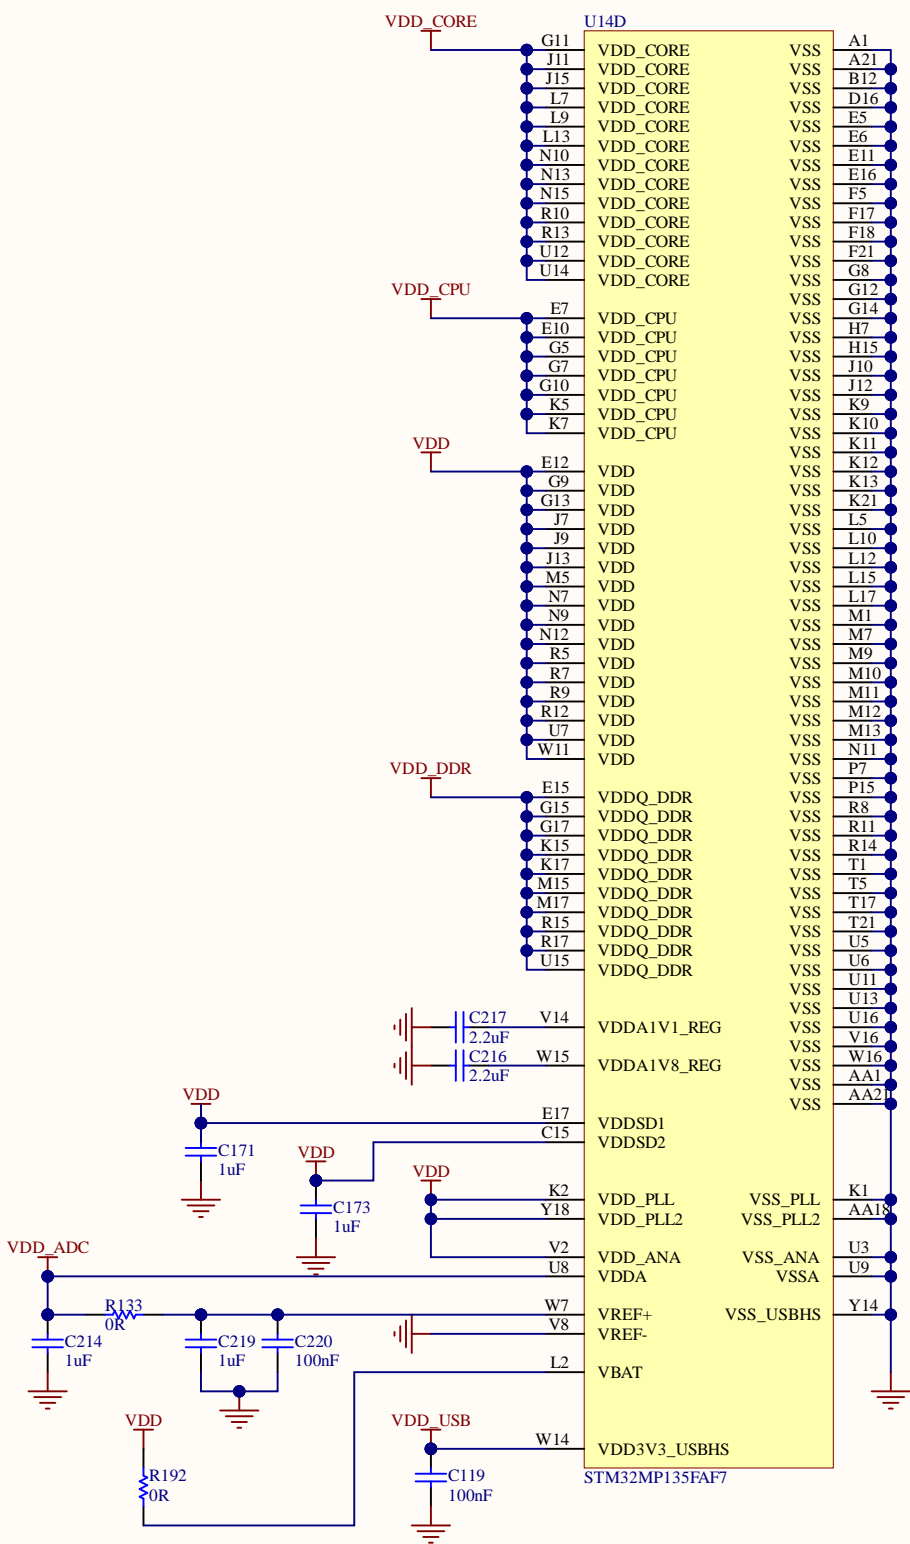 VDD_CORE
U14D
G11 VDD_CORE VSS A1
J11 VDD_CORE VSS A21
J15 VDD_CORE VSS B12
L7 VDD_CORE VSS D16
L9 VDD_CORE VSS E5
L13 VDD_CORE VSS E6
N10 VDD_CORE VSS E11
N13 VDD_CORE VSS E16
N15 VDD_CORE VSS F5
R10 VDD_CORE VSS F17
R13 VDD_CORE VSS F18
U12 VDD_CORE VSS F21
U14 VDD_CORE VSS G8
VDD_CPU
VSS G12
E7 VDD_CPU VSS G14
E10 VDD_CPU VSS H7
G5 VDD_CPU VSS H15
G7 VDD_CPU VSS J10
G10 VDD_CPU VSS J12
K5 VDD_CPU VSS K9
K7 VDD_CPU VSS K10
VDD
VSS K11
E12 VDD VSS K12
G9 VDD VSS K13
G13 VDD VSS K21
J7 VDD VSS L5
J9 VDD VSS L10
J13 VDD VSS L12
M5 VDD VSS L15
N7 VDD VSS L17
N9 VDD VSS M1
N12 VDD VSS M7
R5 VDD VSS M9
R7 VDD VSS M10
R9 VDD VSS M11
R12 VDD VSS M12
U7 VDD VSS M13
W11 VDD VSS N11
VDD_DDR
VSS P7
E15 VDDQ_DDR VSS P15
G15 VDDQ_DDR VSS R8
G17 VDDQ_DDR VSS R11
K15 VDDQ_DDR VSS R14
K17 VDDQ_DDR VSS T1
M15 VDDQ_DDR VSS T5
M17 VDDQ_DDR VSS T17
R15 VDDQ_DDR VSS T21
R17 VDDQ_DDR VSS U5
U15 VDDQ_DDR VSS U6
VSS U11
VSS U13
C217 V14 VDDA1V1_REG VSS U16
2.2uF
VSS V16
C216 W15 VDDA1V8_REG VSS W16
2.2uF
VSS AA1
VDD
VSS AA21
E17 VDDSD1
C15 VDDSD2
C171
1uF
VDD
VDD
K2 VDD_PLL VSS_PLL K1
C173
1uF
Y18 VDD_PLL2 VSS_PLL2 AA18
VDD_ADC
V2 VDD_ANA VSS_ANA U3
U8 VDDA VSSA U9
R133
0R
W7 VREF+ VSS_USBHS Y14
V8 VREF-
C214
1uF
C219
1uF
C220
100nF
L2 VBAT
VDD
VDD_USB
W14 VDD3V3_USBHS
R192
0R
C119
100nF
STM32MP135FAF7